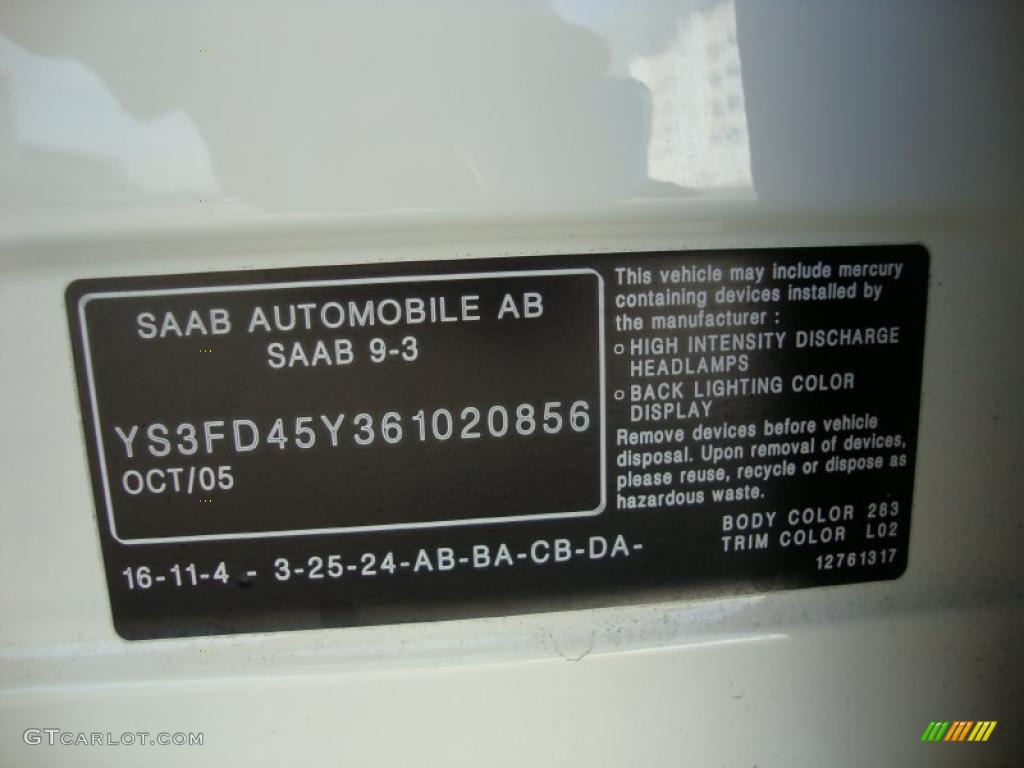 SAAB AUTOMOBILE AB
SAAB 9-3
YS3FD45Y361020856
OCT/05
16-11-4 - 3-25-24-AB-BA-CB-DA-
This vehicle may include mercury
containing devices installed by
the manufacturer :
o HIGH INTENSITY DISCHARGE
HEADLAMPS
o BACK LIGHTING COLOR
DISPLAY
Remove devices before vehicle
disposal. Upon removal of devices,
please reuse, recycle or dispose as
hazardous waste.
BODY COLOR 283
TRIM COLOR L02
12761317
GTCARLOT.COM